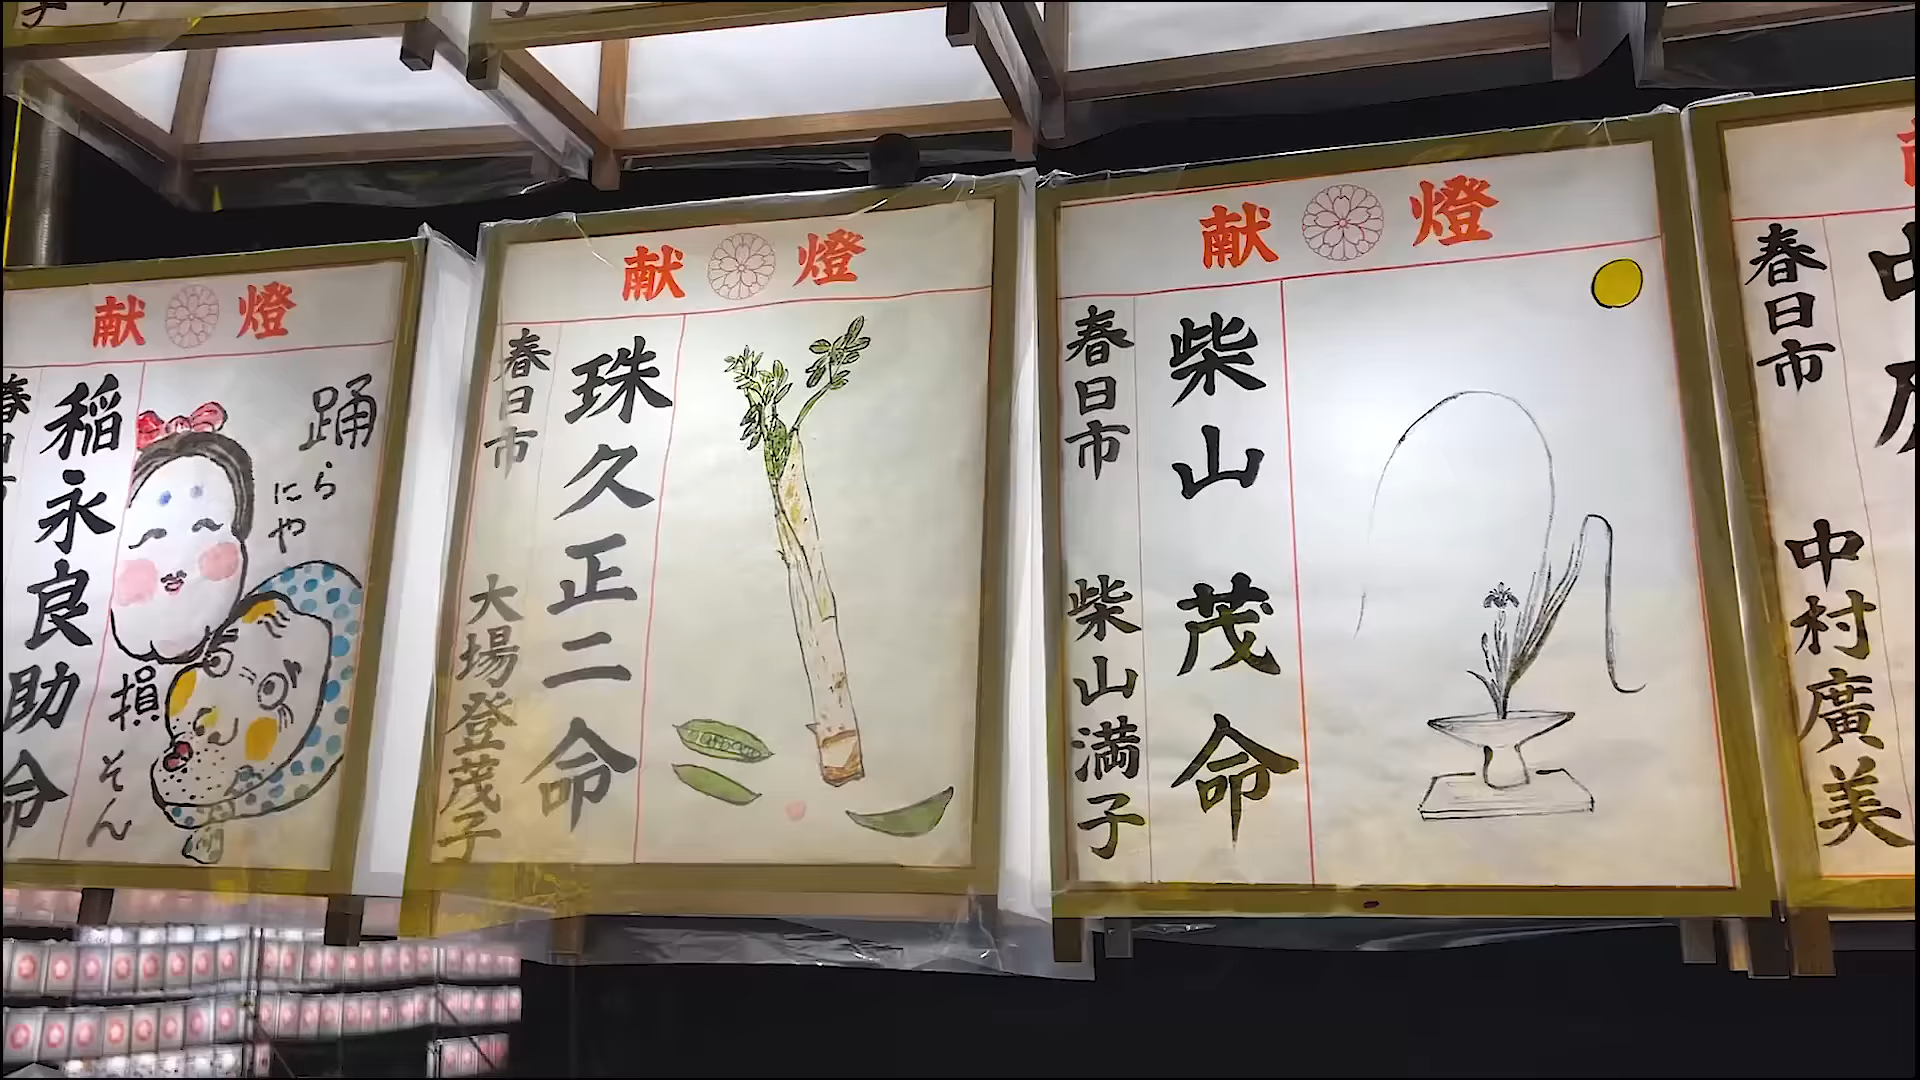 献燈
稲永良助命
踊らにゃ
損そん
献燈
春日市
大場登茂子
珠久正二命
献燈
春日市
柴山満子
柴山茂命
春日市
中村廣美